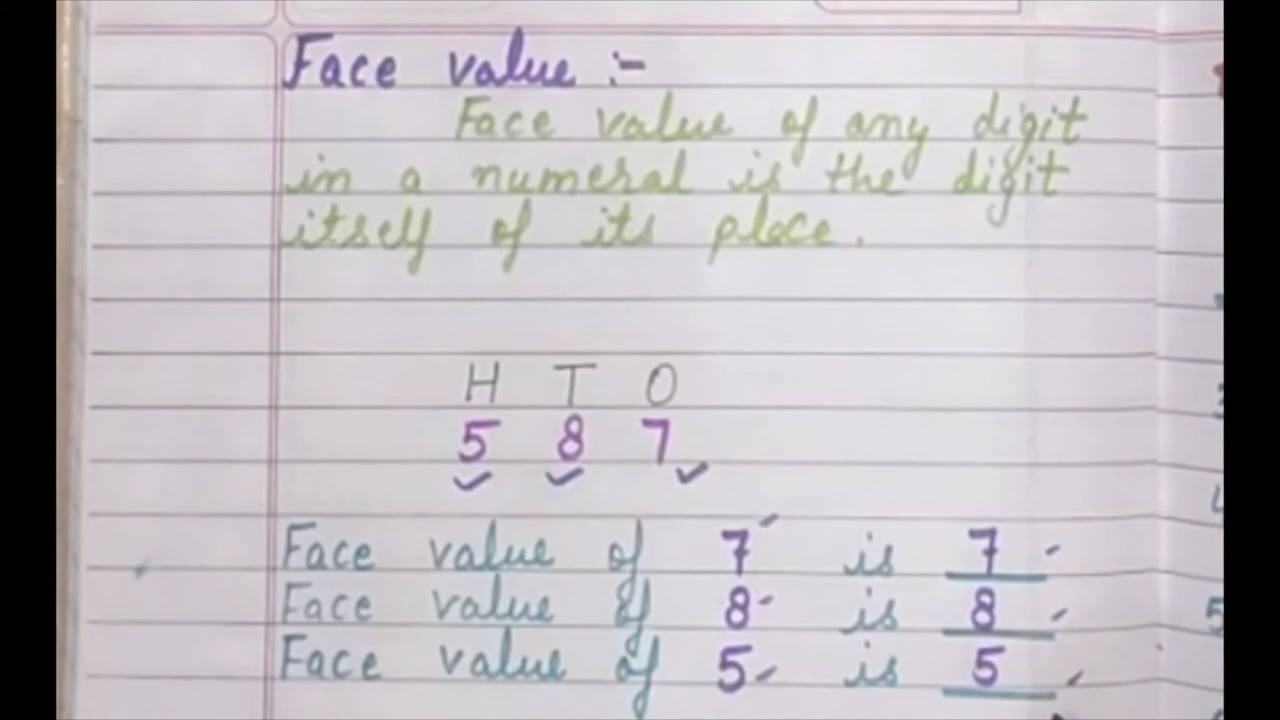 Face value :-
Face value of any digit
in a numeral is the digit
itself of its place.
H T O
5 8 7
Face value of 7 is 7
Face value of 8 is 8
Face value of 5 is 5
5